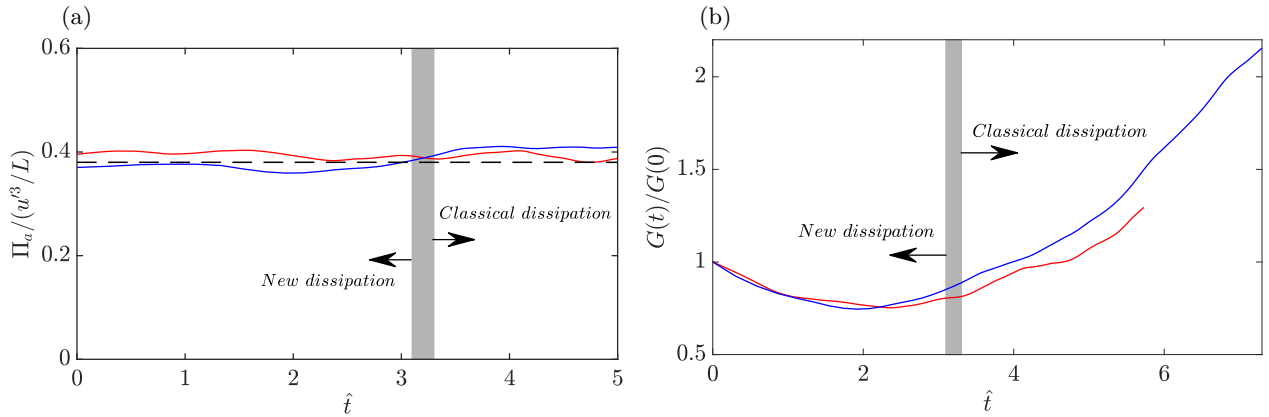 (a)
0.6
0.4
0.2
0
Π_a/(u'^3/L)
Classical dissipation
New dissipation
0 1 2 3 4 5
t̂
(b)
2
1.5
1
0.5
G(t)/G(0)
Classical dissipation
New dissipation
0 2 4 6
t̂